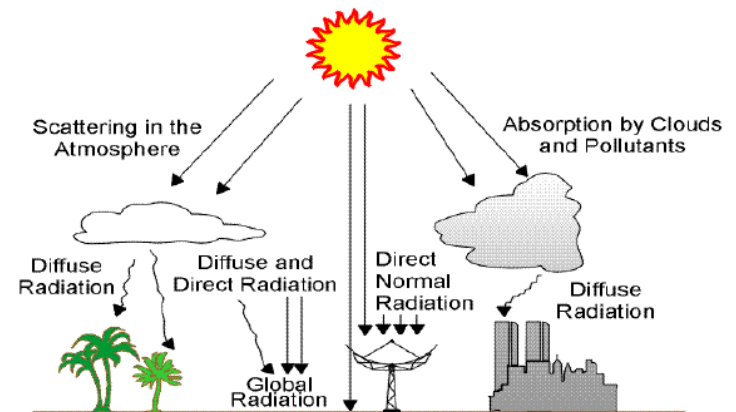 Scattering in the
Atmosphere
Absorption by Clouds
and Pollutants
Diffuse
Radiation
Diffuse and
Direct Radiation
Direct
Normal
Radiation
Diffuse
Radiation
Global
Radiation